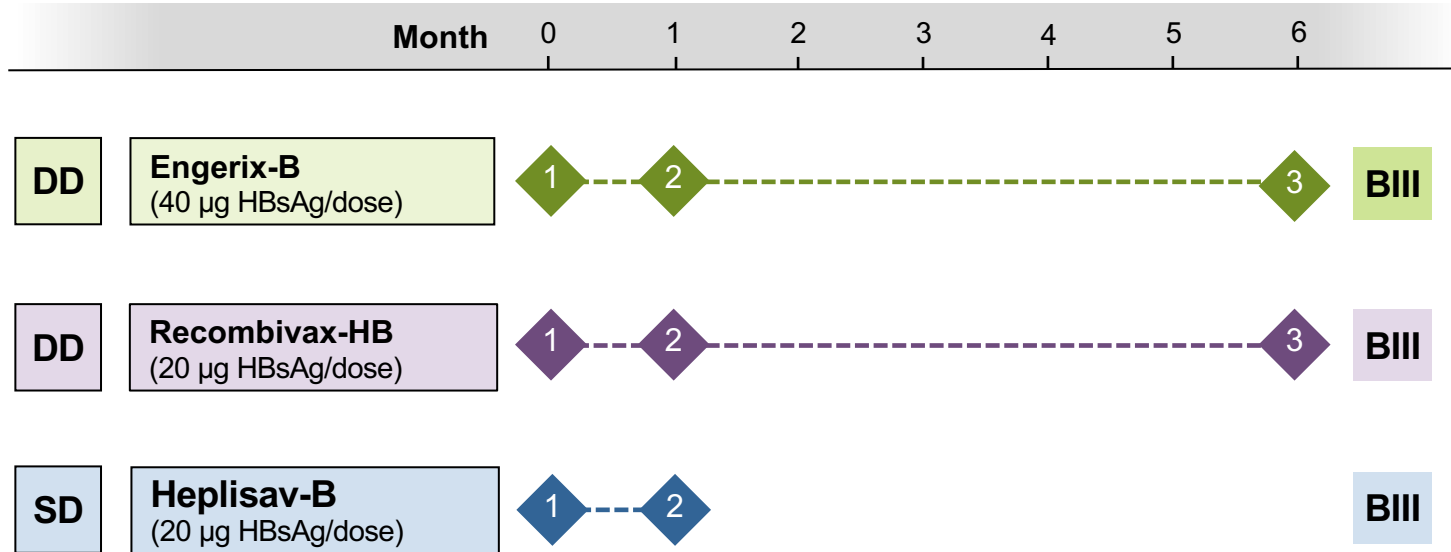 Month 0 1 2 3 4 5 6
DD
Engerix-B
(40 µg HBsAg/dose)
1 2 3
BIII
DD
Recombivax-HB
(20 µg HBsAg/dose)
1 2 3
BIII
SD
Heplisav-B
(20 µg HBsAg/dose)
1 2
BIII